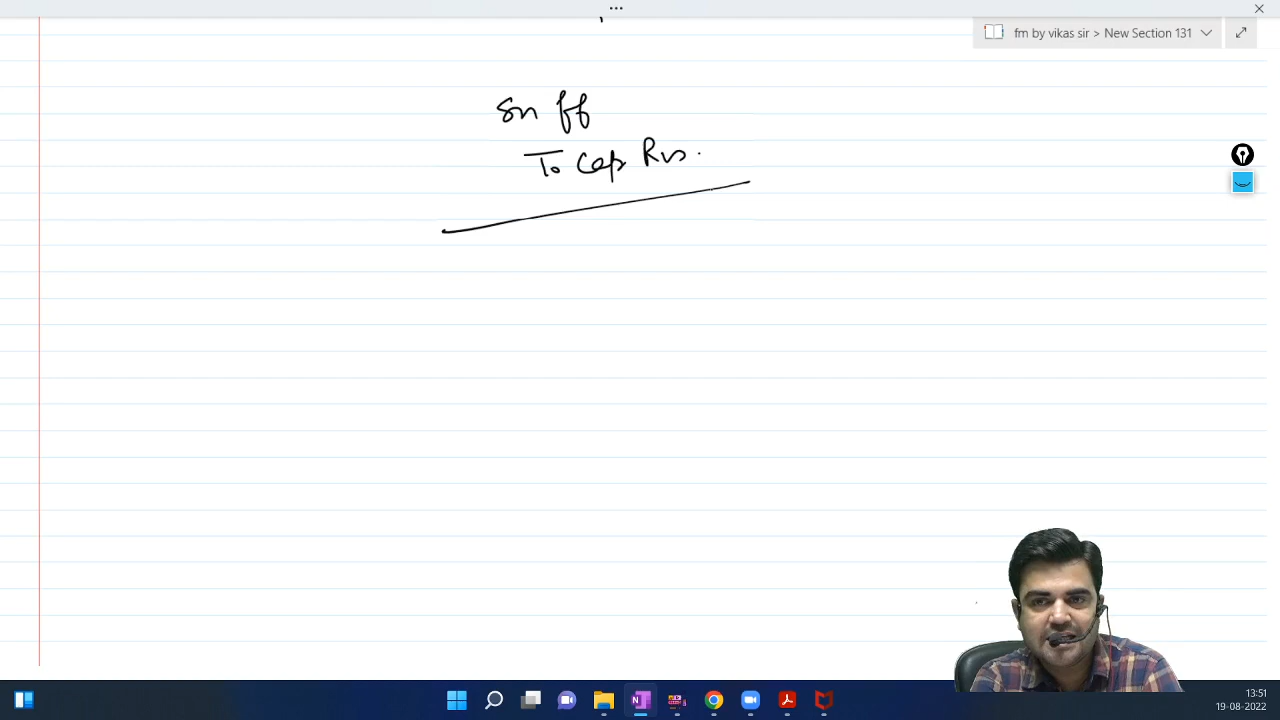 fm by vikas sir > New Section 131
Sn ff
To Cap Rvs.
13:51
19-08-2022